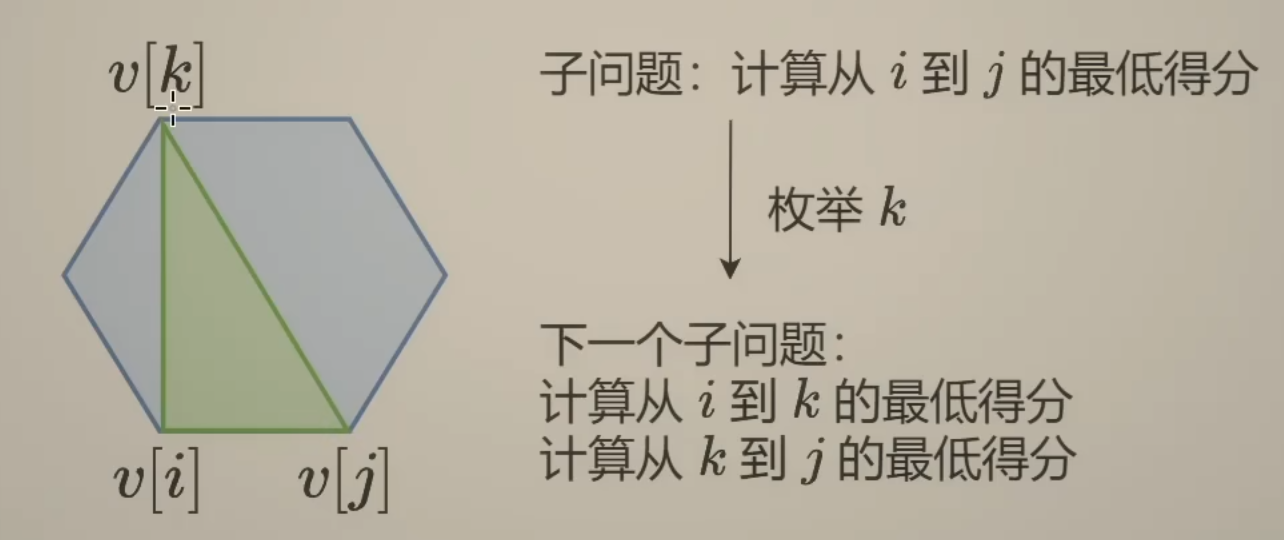 v[k]
子问题：计算从 i 到 j 的最低得分
枚举 k
下一个子问题：
计算从 i 到 k 的最低得分
计算从 k 到 j 的最低得分
v[i]
v[j]